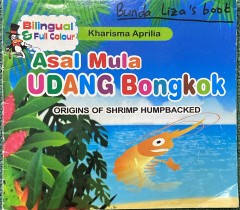 Bunda Liza's book
Bilingual
& Full Colour
Kharisma Aprilia
Asal Mula
UDANG Bongkok
ORIGINS OF SHRIMP HUMPBACKED